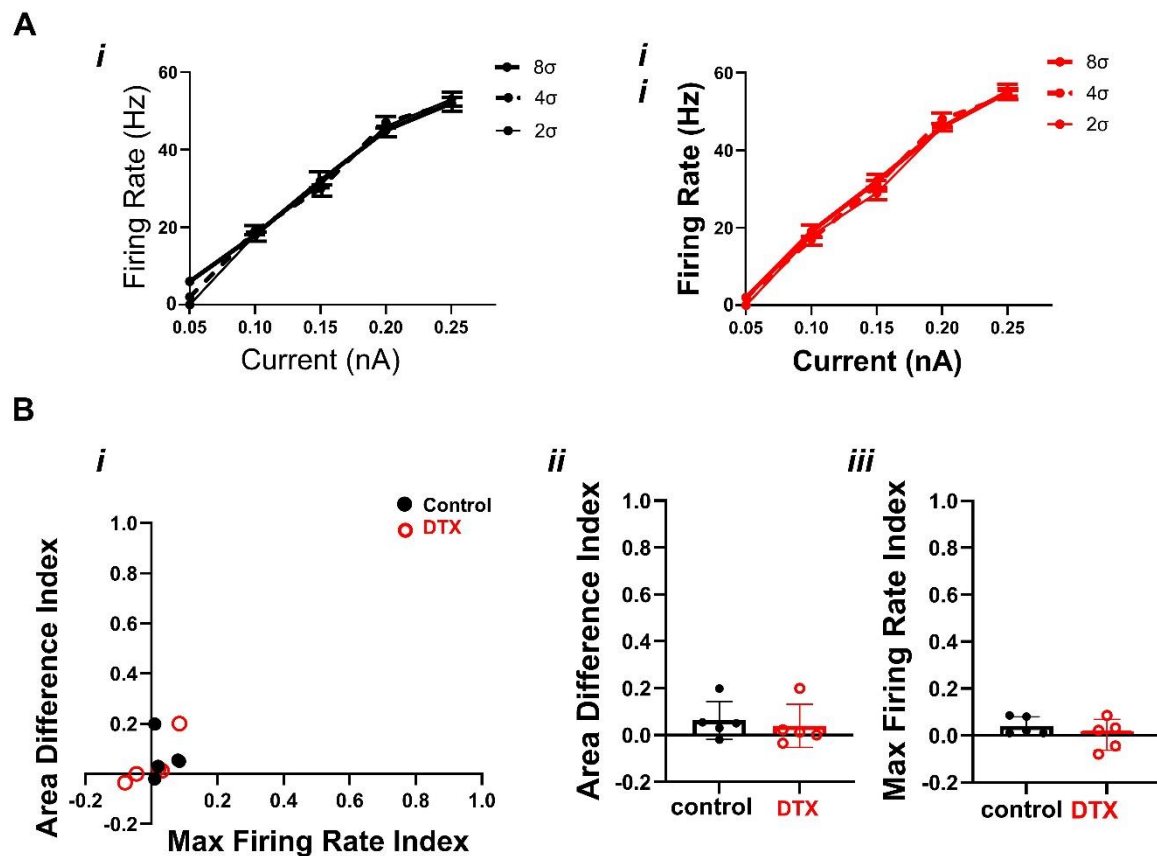 A
i
Firing Rate (Hz)
60
40
20
0
0.05 0.10 0.15 0.20 0.25
Current (nA)
8σ
4σ
2σ
i
i
Firing Rate (Hz)
60
40
20
0
0.05 0.10 0.15 0.20 0.25
Current (nA)
8σ
4σ
2σ
B
i
Control
DTX
Area Difference Index
1.0
0.8
0.6
0.4
0.2
-0.2
-0.2 0.2 0.4 0.6 0.8 1.0
Max Firing Rate Index
ii
Area Difference Index
1.0
0.8
0.6
0.4
0.2
0.0
-0.2
control DTX
iii
Max Firing Rate Index
1.0
0.8
0.6
0.4
0.2
0.0
-0.2
control DTX